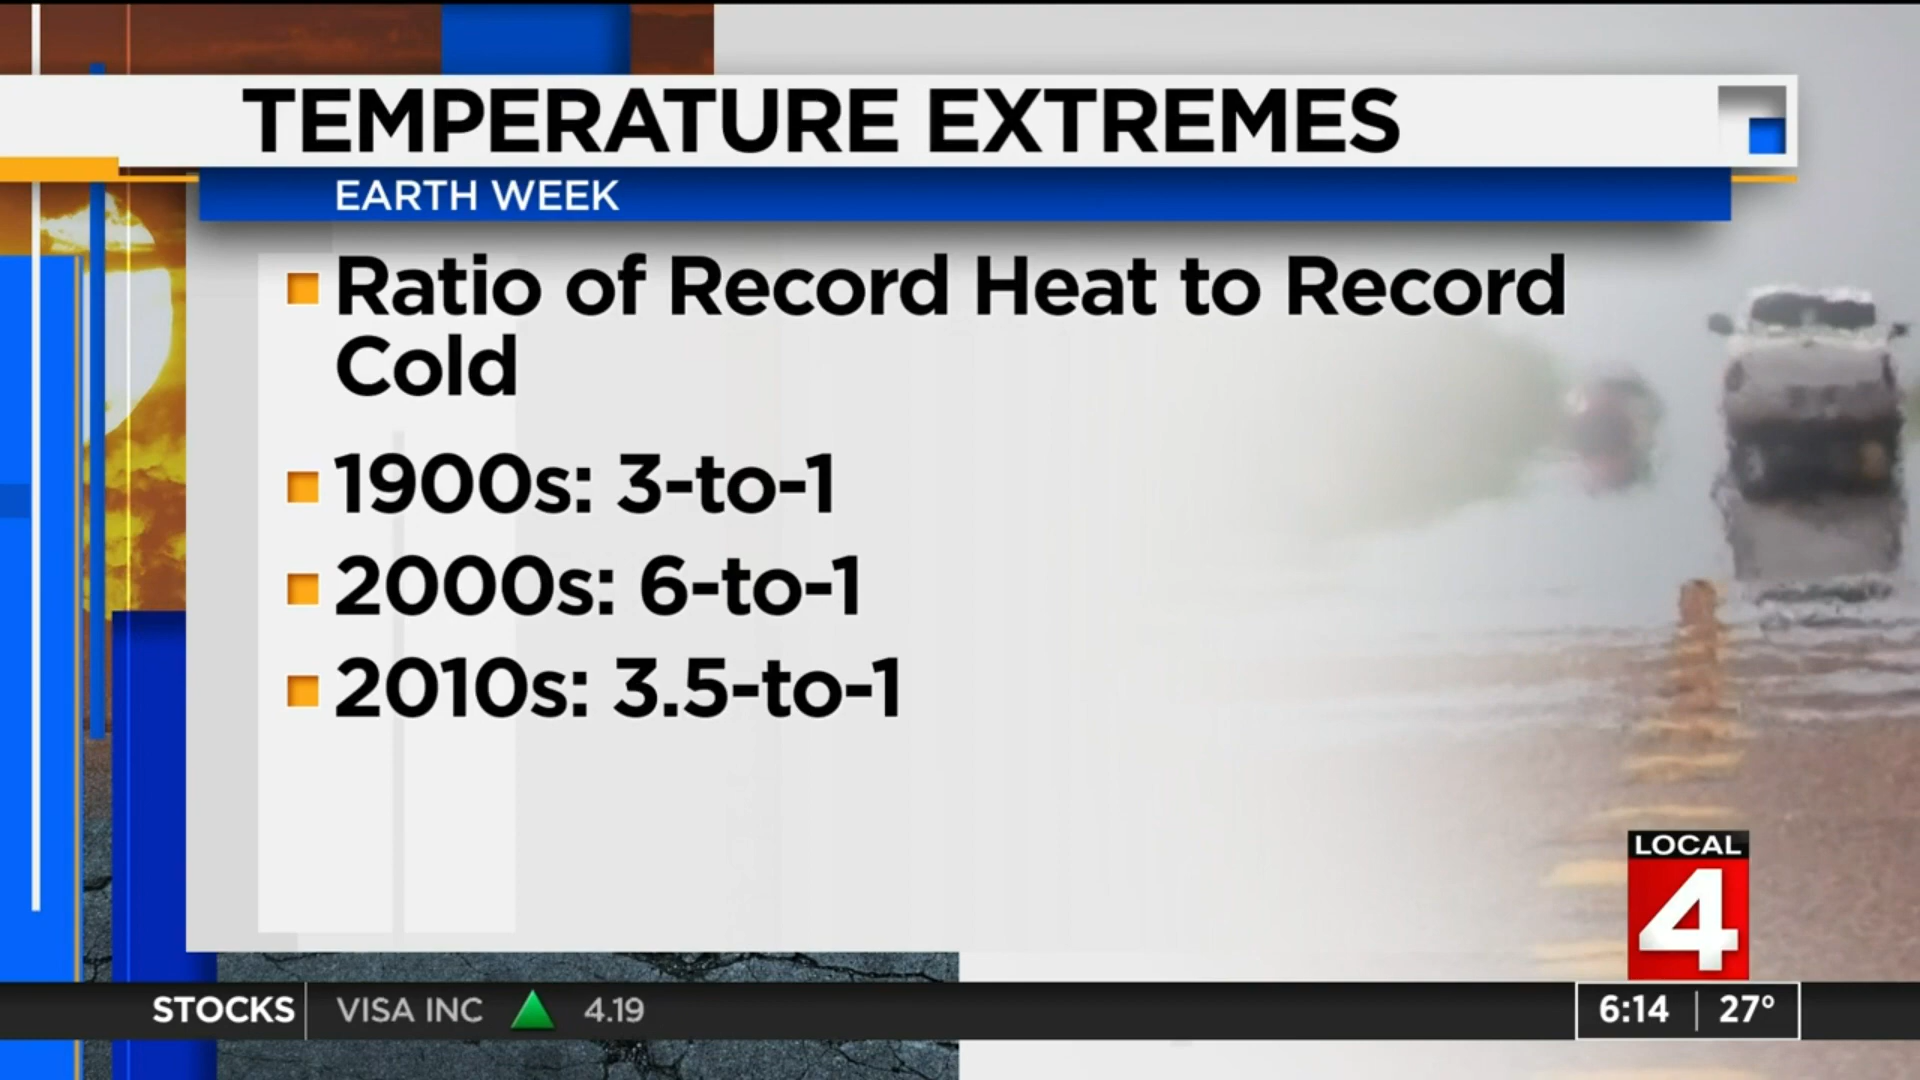 TEMPERATURE EXTREMES
EARTH WEEK
Ratio of Record Heat to Record
Cold
1900s: 3-to-1
2000s: 6-to-1
2010s: 3.5-to-1
LOCAL
4
STOCKS VISA INC 4.19
6:14 27°